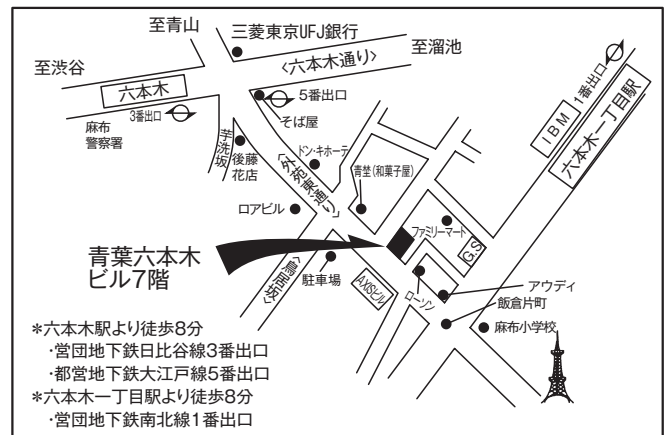 至青山
三菱東京UFJ銀行
至渋谷
〈六本木通り〉
至溜池
六本木
3番出口
5番出口
そば屋
麻布
警察署
芋洗坂
後藤
花店
ドン・キホーテ
〈外苑東通り〉
青埜(和菓子屋)
ロアビル
ファミリーマート
G.S
IBM
1番出口
六本木一丁目駅
青葉六本木
ビル7階
〈鳥居坂〉
駐車場
AXISビル
ローソン
アウディ
飯倉片町
麻布小学校
*六本木駅より徒歩8分
・営団地下鉄日比谷線3番出口
・都営地下鉄大江戸線5番出口
*六本木一丁目駅より徒歩8分
・営団地下鉄南北線1番出口